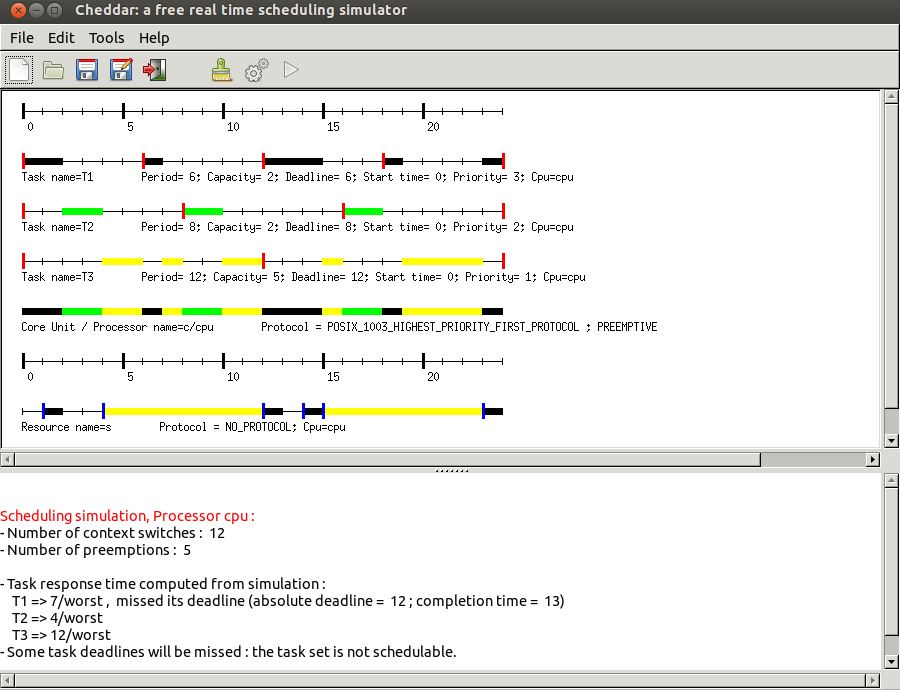 Cheddar: a free real time scheduling simulator
File Edit Tools Help
0 5 10 15 20
Task name=T1 Period= 6; Capacity= 2; Deadline= 6; Start time= 0; Priority= 3; Cpu=cpu
Task name=T2 Period= 8; Capacity= 2; Deadline= 8; Start time= 0; Priority= 2; Cpu=cpu
Task name=T3 Period= 12; Capacity= 5; Deadline= 12; Start time= 0; Priority= 1; Cpu=cpu
Core Unit / Processor name=c/cpu Protocol = POSIX_1003_HIGHEST_PRIORITY_FIRST_PROTOCOL ; PREEMPTIVE
0 5 10 15 20
Resource name=s Protocol = NO_PROTOCOL; Cpu=cpu
Scheduling simulation, Processor cpu :
- Number of context switches : 12
- Number of preemptions : 5
- Task response time computed from simulation :
T1 => 7/worst , missed its deadline (absolute deadline = 12 ; completion time = 13)
T2 => 4/worst
T3 => 12/worst
- Some task deadlines will be missed : the task set is not schedulable.